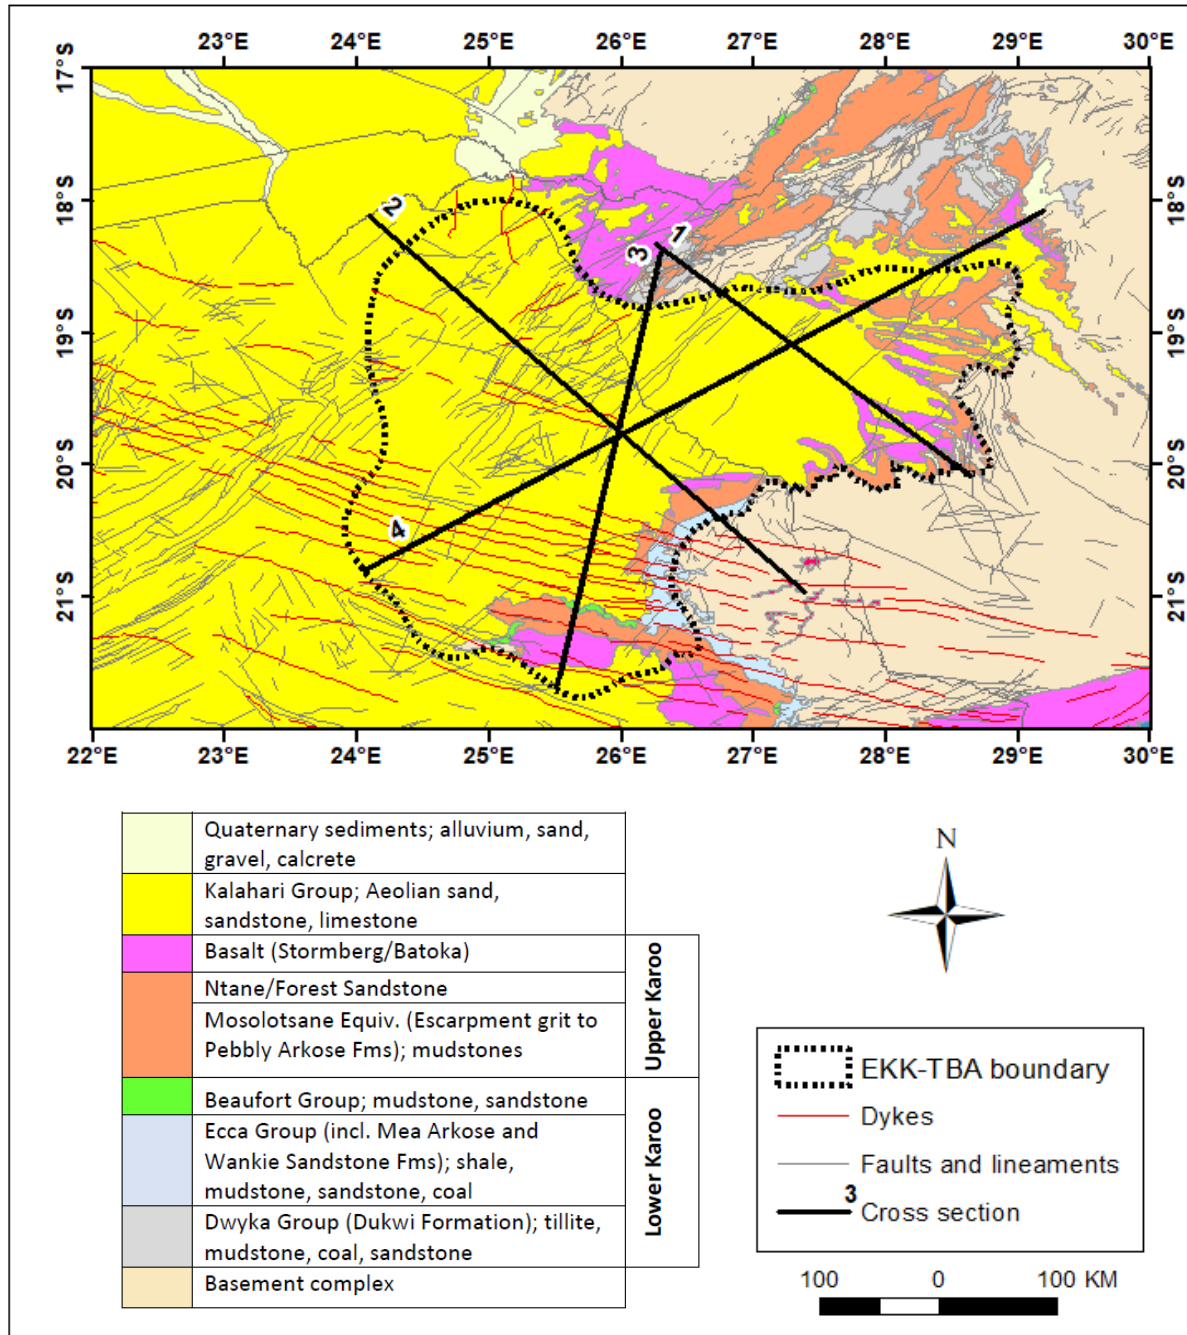 23°E 24°E 25°E 26°E 27°E 28°E 29°E 30°E
17°S
18°S
19°S
20°S
21°S
18°S
19°S
20°S
21°S
2
3
1
4
22°E 23°E 24°E 25°E 26°E 27°E 28°E 29°E 30°E
Quaternary sediments; alluvium, sand,
gravel, calcrete
Kalahari Group; Aeolian sand,
sandstone, limestone
Basalt (Stormberg/Batoka)
Ntane/Forest Sandstone
Mosolotsane Equiv. (Escarpment grit to
Pebbly Arkose Fms); mudstones
Upper Karoo
Beaufort Group; mudstone, sandstone
Ecca Group (incl. Mea Arkose and
Wankie Sandstone Fms); shale,
mudstone, sandstone, coal
Dwyka Group (Dukwi Formation); tillite,
mudstone, coal, sandstone
Lower Karoo
Basement complex
N
EKK-TBA boundary
Dykes
Faults and lineaments
3
Cross section
100 0 100 KM